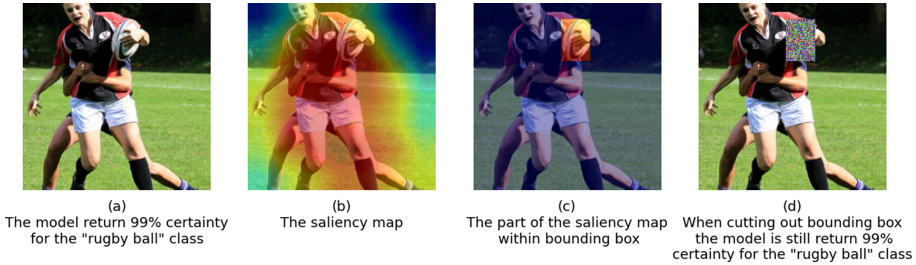 (a)
The model return 99% certainty
for the "rugby ball" class
(b)
The saliency map
(c)
The part of the saliency map
within bounding box
(d)
When cutting out bounding box
the model is still return 99%
certainty for the "rugby ball" class